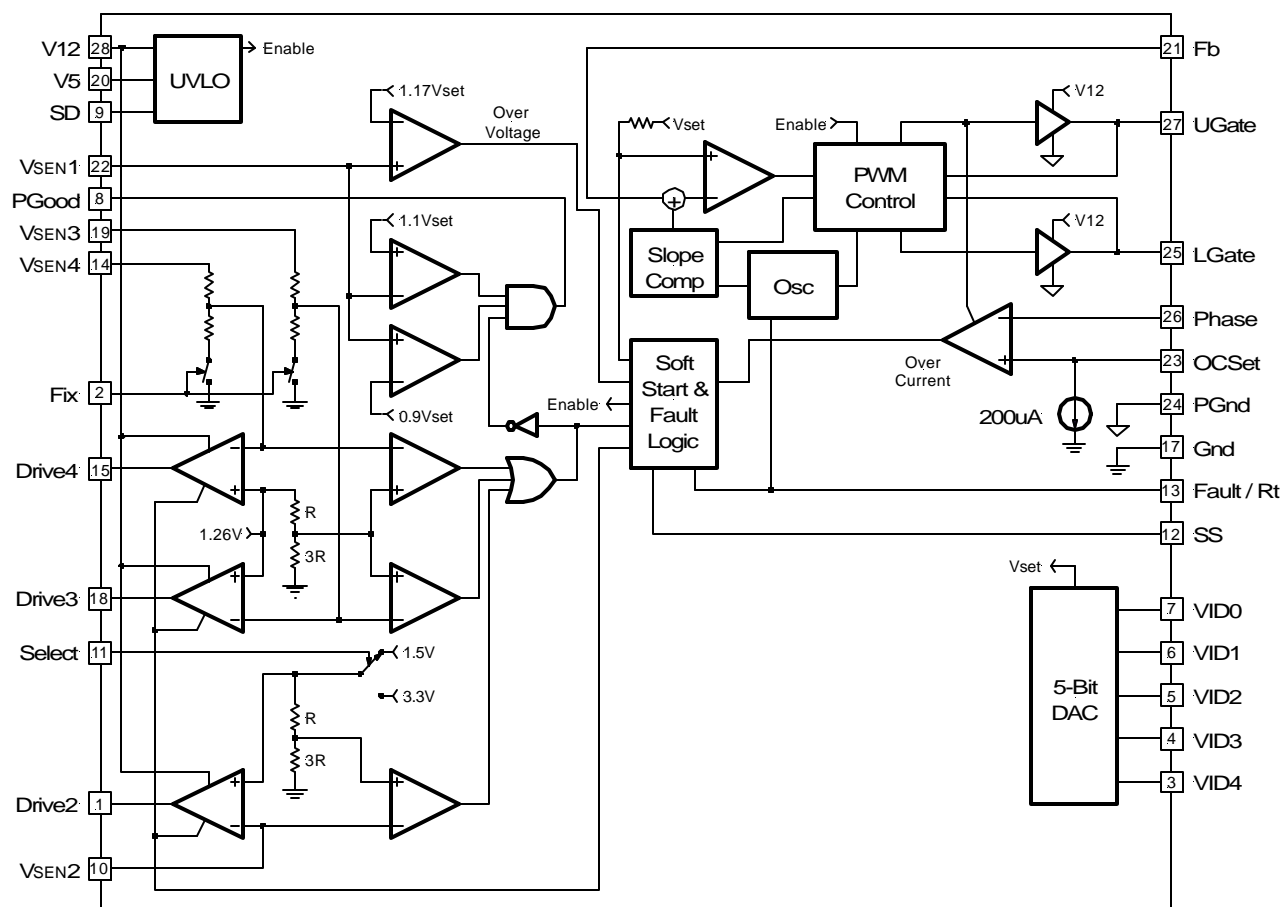 V12 28
V5 20
SD 9
VSEN1 22
PGood 8
VSEN3 19
VSEN4 14
Fix 2
Drive4 15
Drive3 18
Select 11
Drive2 1
VSEN2 10
UVLO
Enable
1.17Vset
Over
Voltage
1.1Vset
0.9Vset
1.26V
R
3R
1.5V
3.3V
R
3R
+
−
Vset
Enable
PWM
Control
V12
V12
Slope
Comp
Osc
Soft
Start &
Fault
Logic
Enable
Over
Current
200uA
Vset
5-Bit
DAC
21 Fb
27 UGate
25 LGate
26 Phase
23 OCSet
24 PGnd
17 Gnd
13 Fault / Rt
12 SS
7 VID0
6 VID1
5 VID2
4 VID3
3 VID4